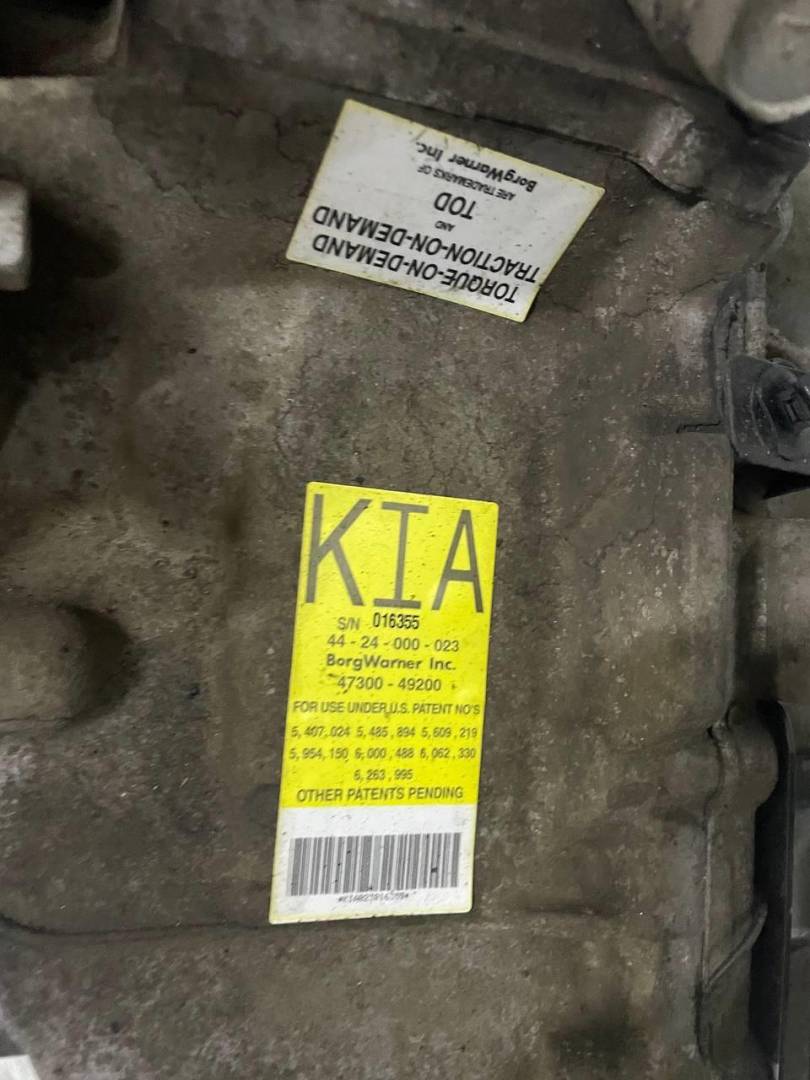 TORQUE-ON-DEMAND
TRACTION-ON-DEMAND
AND
TOD
ARE TRADEMARKS OF
BorgWarner Inc.
KIA
S/N 016355
44 - 24 - 000 - 023
BorgWarner Inc.
47300 - 49200
FOR USE UNDER U.S. PATENT NO'S
5, 407, 024 5, 485, 894 5, 609, 219
5, 954, 150 6, 000, 488 6, 062, 330
6, 263, 995
OTHER PATENTS PENDING